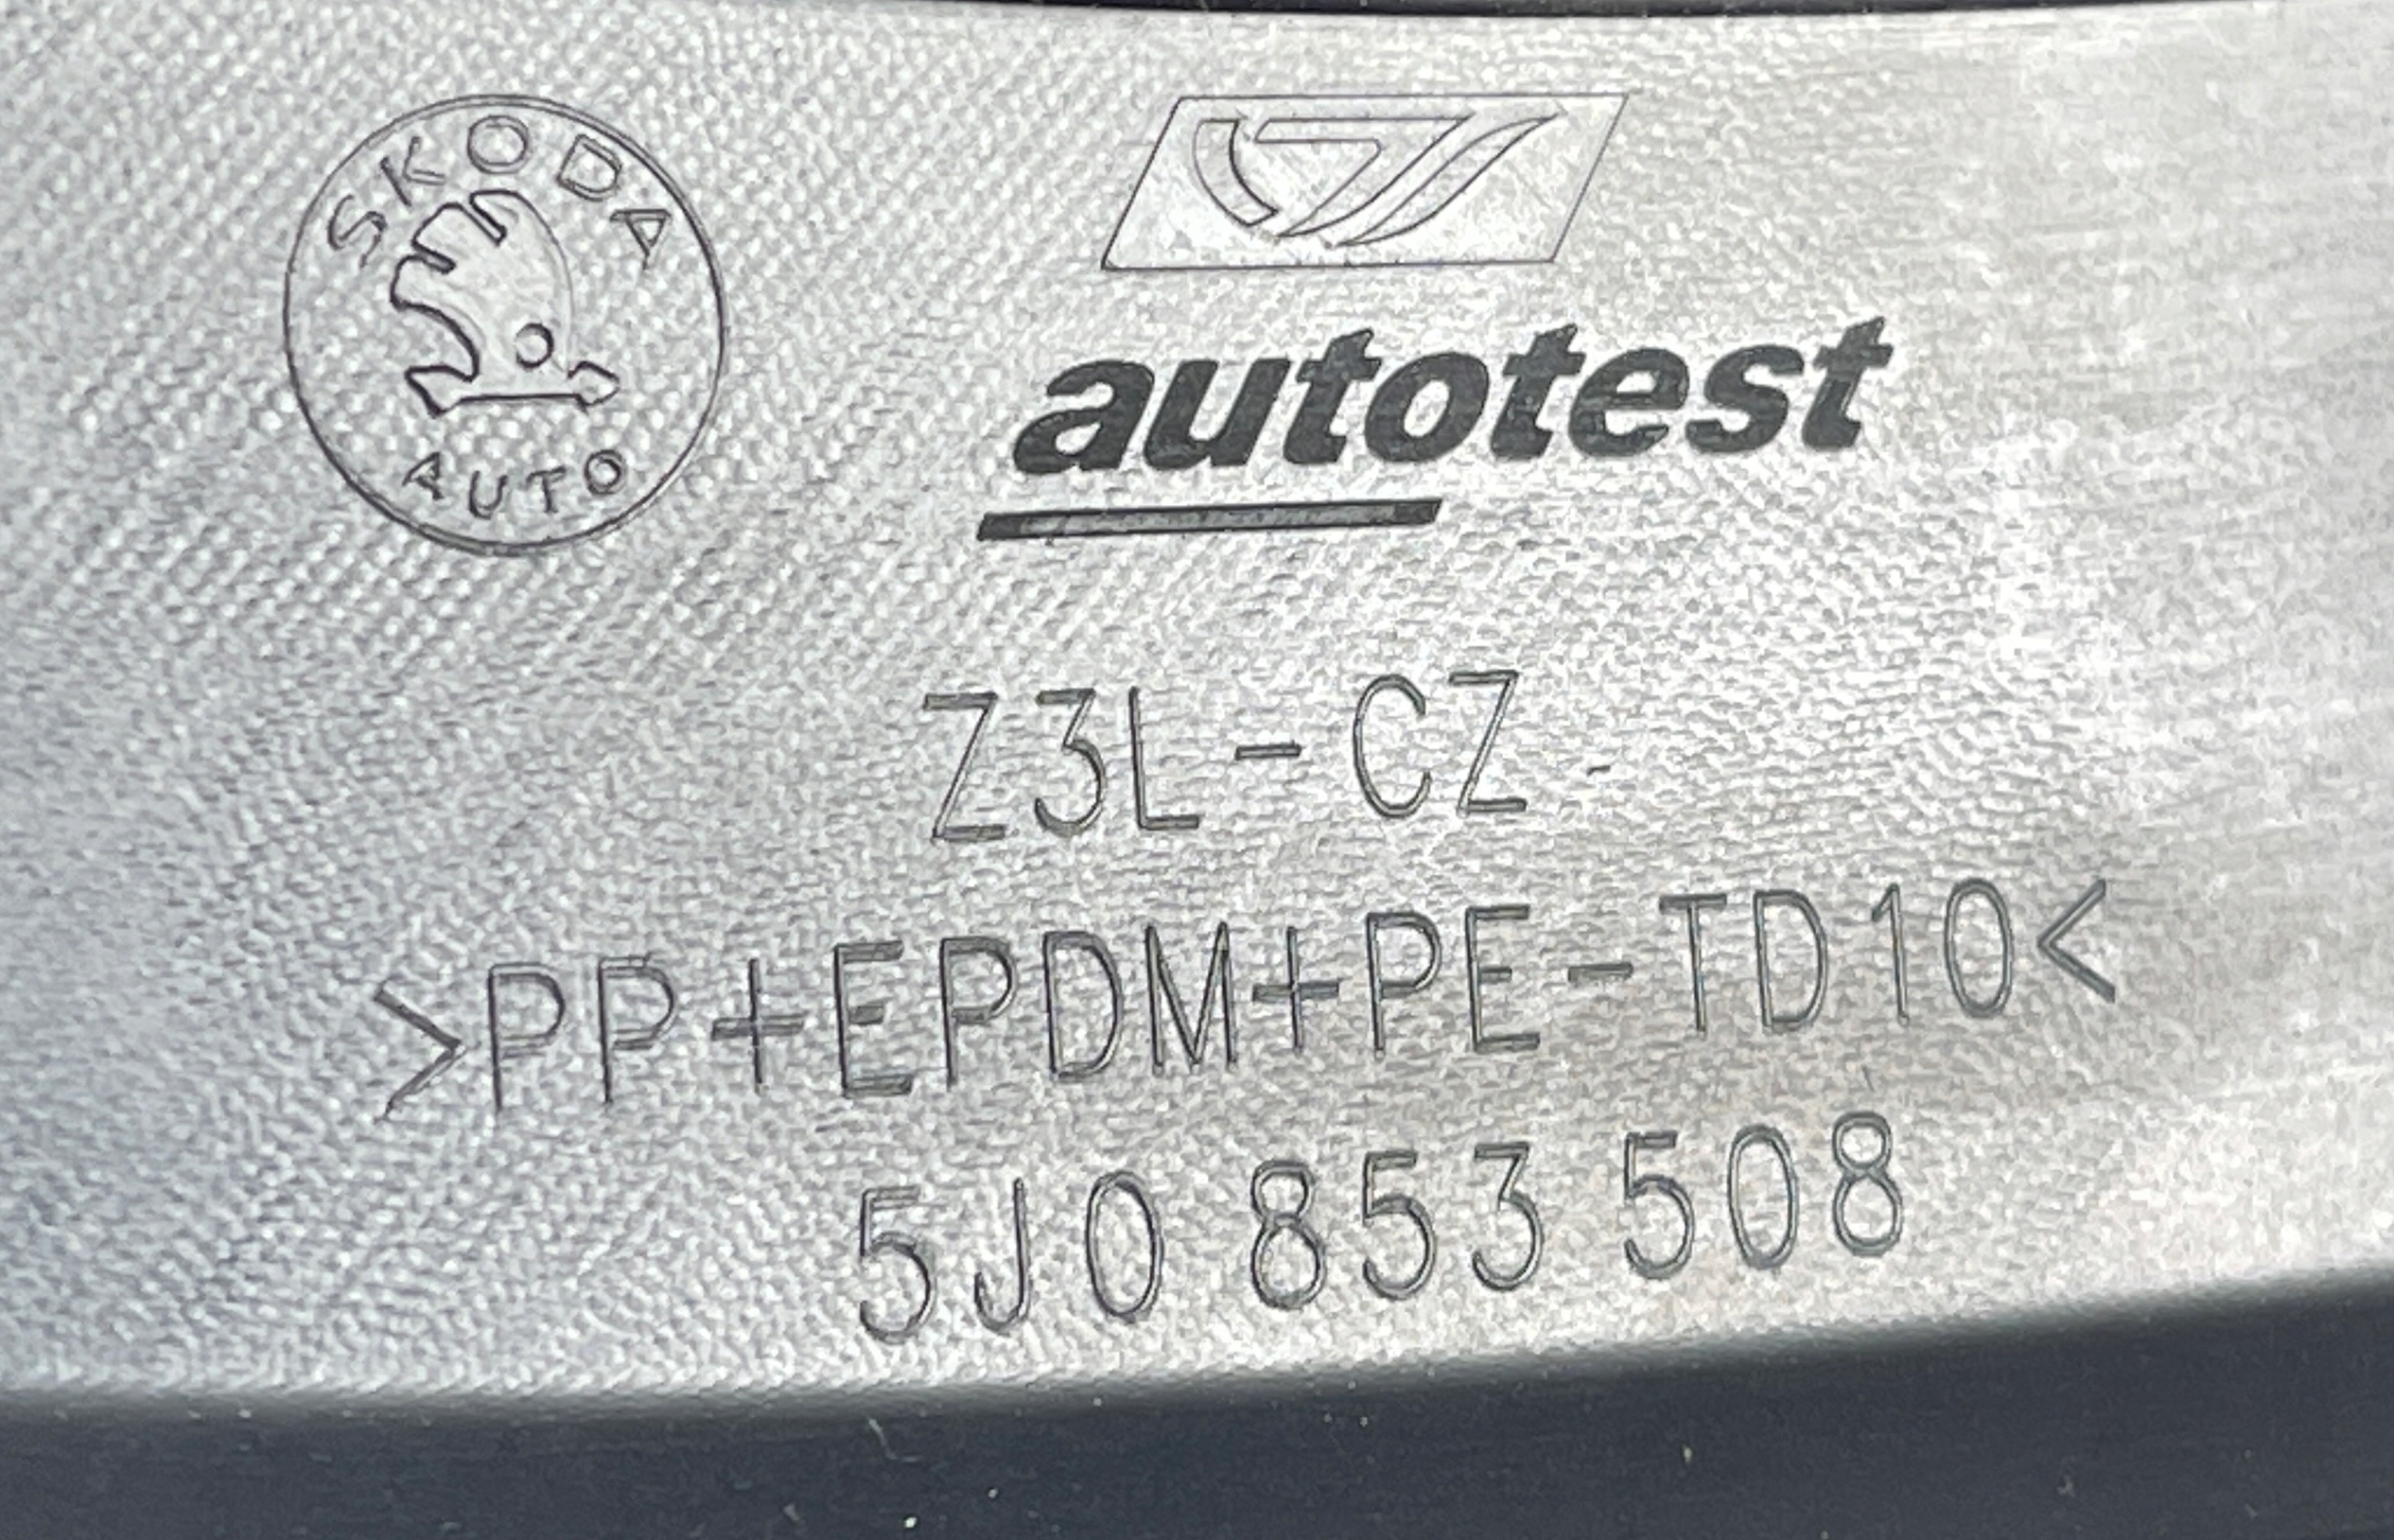 SKODA
AUTO
autotest
Z3L-CZ
>PP+EPDM+PE-TD10<
5J0 853 508